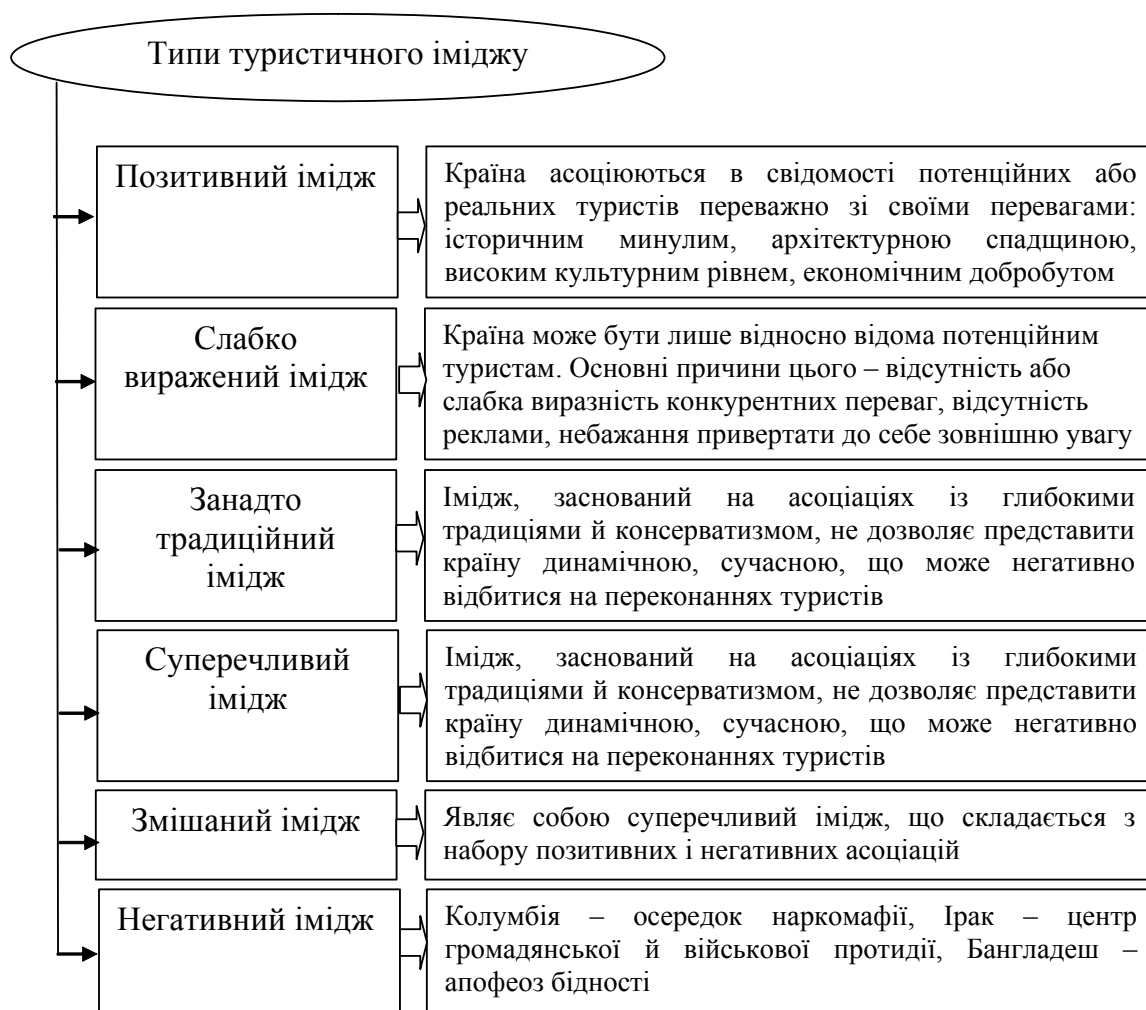 Типи туристичного іміджу
Позитивний імідж
Країна асоціюються в свідомості потенційних або
реальних туристів переважно зі своїми перевагами:
історичним минулим, архітектурною спадщиною,
високим культурним рівнем, економічним добробутом
Слабко
виражений імідж
Країна може бути лише відносно відома потенційним
туристам. Основні причини цього – відсутність або
слабка виразність конкурентних переваг, відсутність
реклами, небажання привертати до себе зовнішню увагу
Занадто
традиційний
імідж
Імідж, заснований на асоціаціях із глибокими
традиціями й консерватизмом, не дозволяє представити
країну динамічною, сучасною, що може негативно
відбитися на переконаннях туристів
Суперечливий
імідж
Імідж, заснований на асоціаціях із глибокими
традиціями й консерватизмом, не дозволяє представити
країну динамічною, сучасною, що може негативно
відбитися на переконаннях туристів
Змішаний імідж
Являє собою суперечливий імідж, що складається з
набору позитивних і негативних асоціацій
Негативний імідж
Колумбія – осередок наркомафії, Ірак – центр
громадянської й військової протидії, Бангладеш –
апофеоз бідності